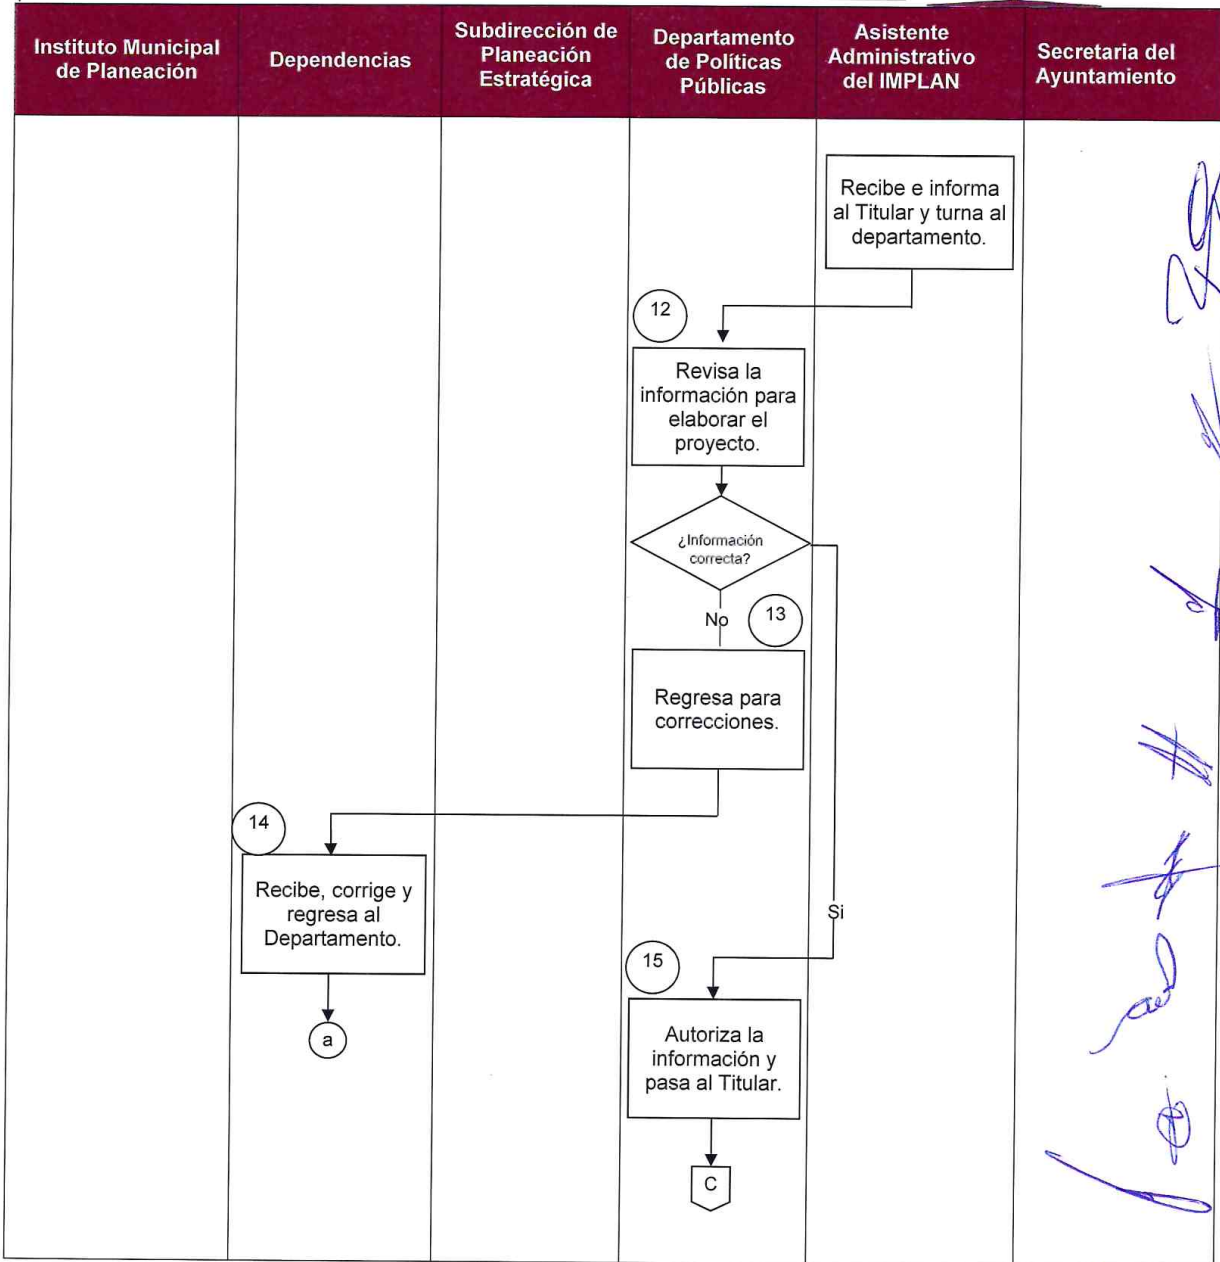 Instituto Municipal
de Planeación
Dependencias
Subdirección de
Planeación
Estratégica
Departamento
de Políticas
Públicas
Asistente
Administrativo
del IMPLAN
Secretaria del
Ayuntamiento
Recibe e informa
al Titular y turna al
departamento.
12
Revisa la
información para
elaborar el
proyecto.
¿Información
correcta?
No
13
Regresa para
correcciones.
14
Recibe, corrige y
regresa al
Departamento.
a
Si
15
Autoriza la
información y
pasa al Titular.
C